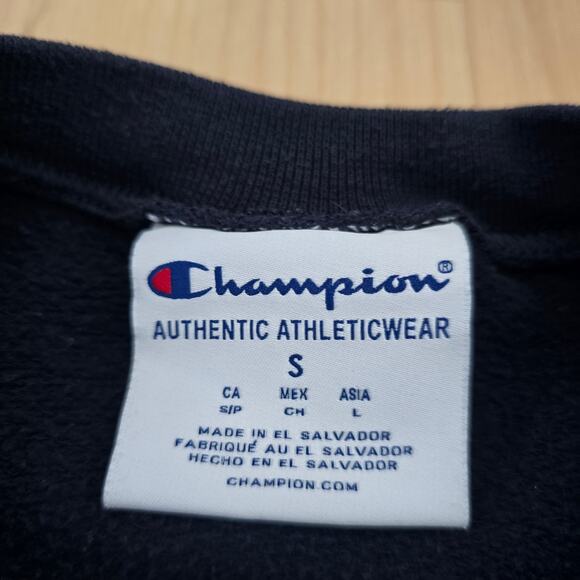 Champion®
AUTHENTIC ATHLETICWEAR
S
CA MEX ASIA
S/P CH L
MADE IN EL SALVADOR
FABRIQUÉ AU EL SALVADOR
HECHO EN EL SALVADOR
CHAMPION.COM